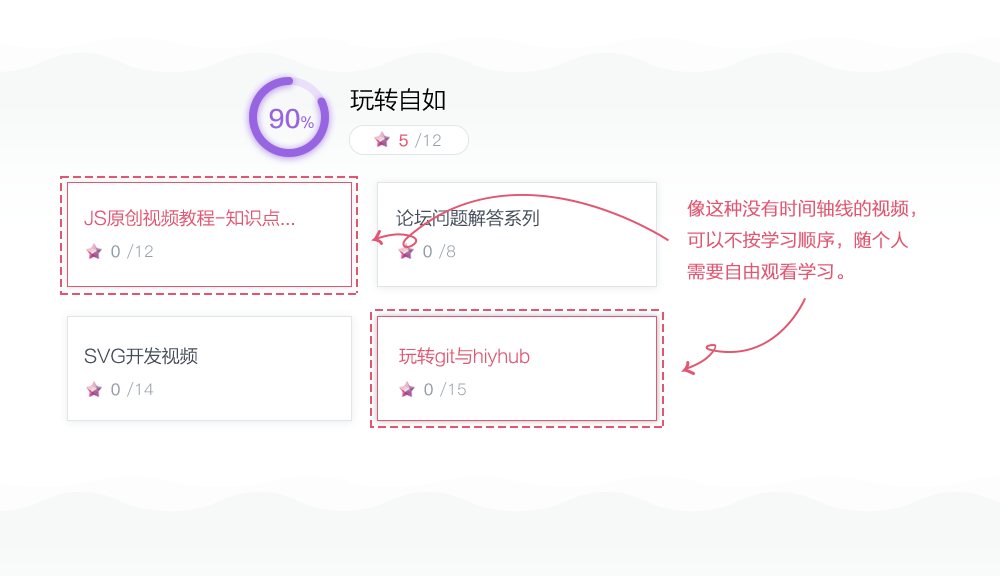 90%
玩转自如
5 /12
JS原创视频教程-知识点...
0 /12
论坛问题解答系列
0 /8
像这种没有时间轴线的视频，
可以不按学习顺序，随个人
需要自由观看学习。
SVG开发视频
0 /14
玩转git与hiyhub
0 /15